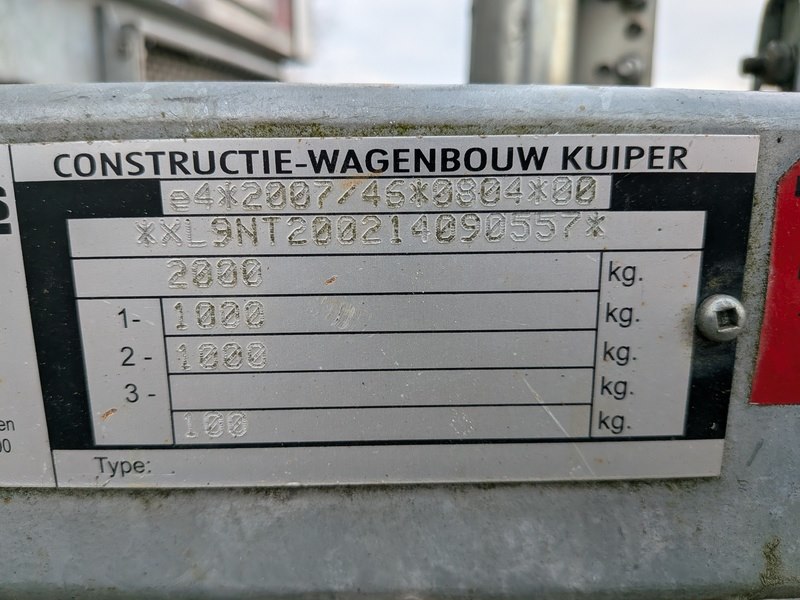 CONSTRUCTIE-WAGENBOUW KUIPER
e4*2007/46*0804*00
*XL9NT200214090557*
2000 kg.
1- 1000 kg.
2 - 1000 kg.
3 - kg.
100 kg.
Type: